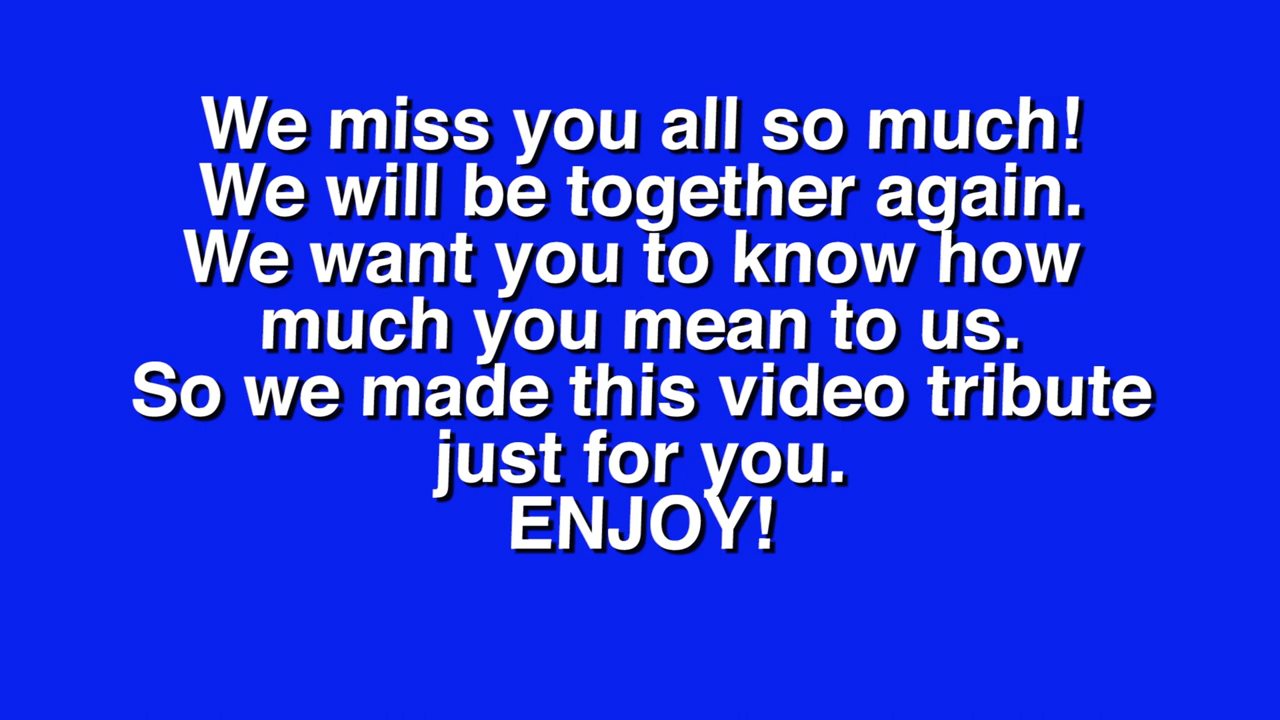 We miss you all so much!
We will be together again.
We want you to know how
much you mean to us.
So we made this video tribute
just for you.
ENJOY!